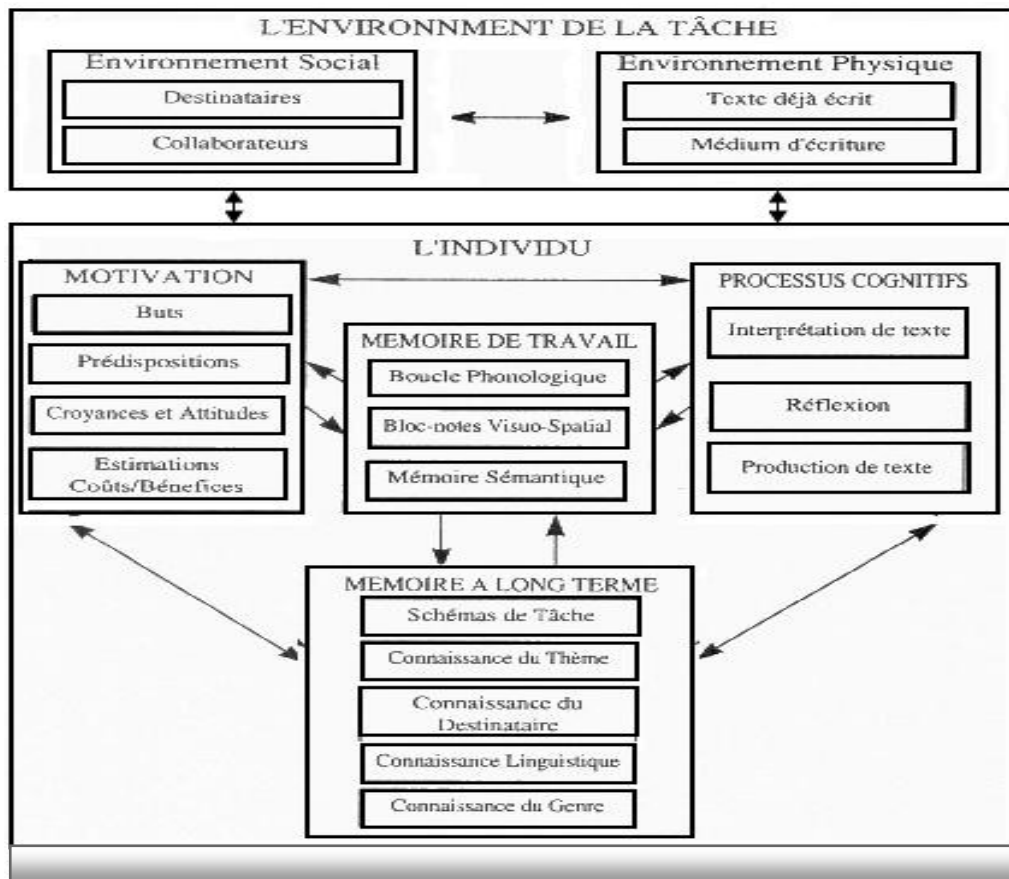 L'ENVIRONNMENT DE LA TÂCHE
Environnement Social
Destinataires
Collaborateurs
Environnement Physique
Texte déjà écrit
Médium d'écriture
L'INDIVIDU
MOTIVATION
Buts
Prédispositions
Croyances et Attitudes
Estimations
Coûts/Bénefices
MEMOIRE DE TRAVAIL
Boucle Phonologique
Bloc-notes Visuo-Spatial
Mémoire Sémantique
PROCESSUS COGNITIFS
Interprétation de texte
Réflexion
Production de texte
MEMOIRE A LONG TERME
Schémas de Tâche
Connaissance du Thème
Connaissance du
Destinataire
Connaissance Linguistique
Connaissance du Genre